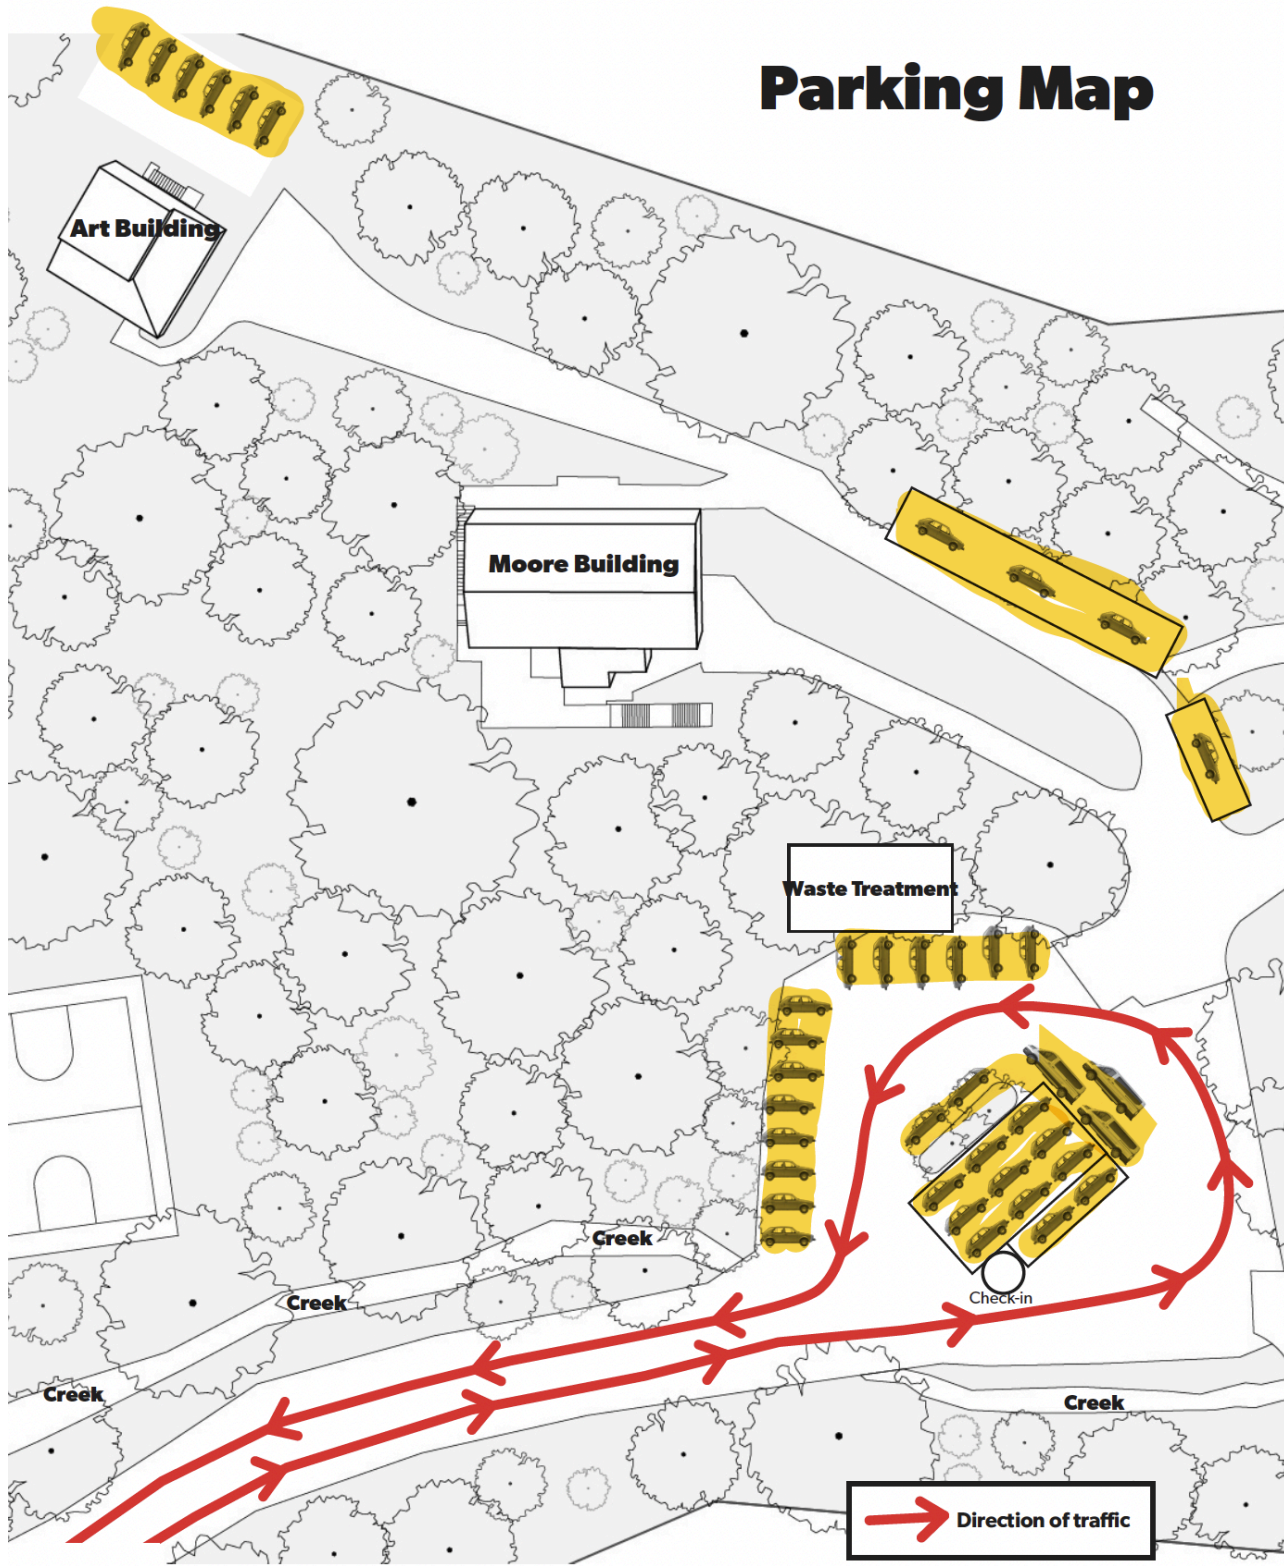 Parking Map
Art Building
Moore Building
Waste Treatment
Creek
Check-in
Creek
Creek
Creek
Direction of traffic